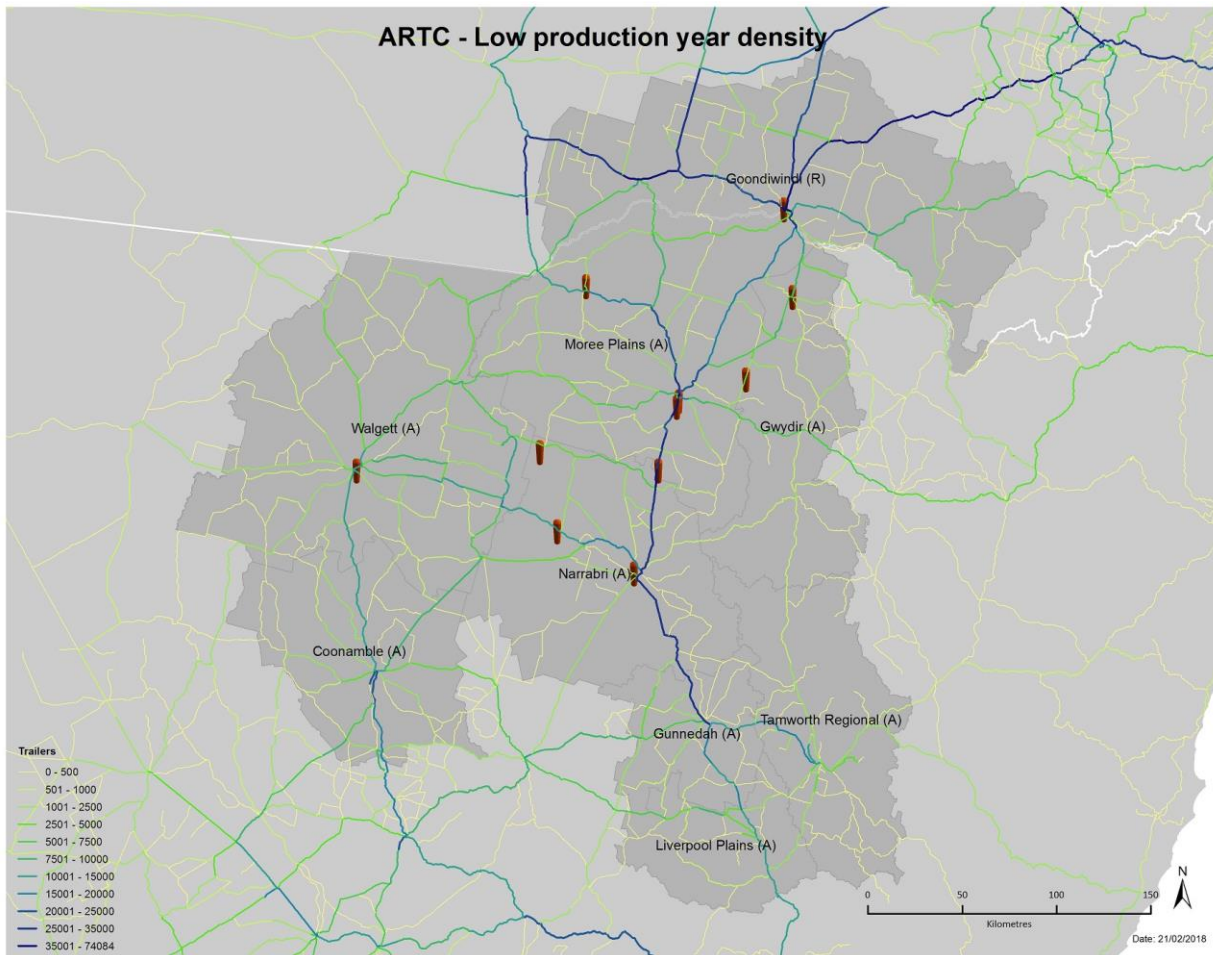 ARTC - Low production year density
Goondiwindi (R)
Moree Plains (A)
Walgett (A)
Gwydir (A)
Narrabri (A)
Coonamble (A)
Gunnedah (A)
Tamworth Regional (A)
Liverpool Plains (A)
Trailers
0 - 500
501 - 1000
1001 - 2500
2501 - 5000
5001 - 7500
7501 - 10000
10001 - 15000
15001 - 20000
20001 - 25000
25001 - 35000
35001 - 74084
0 50 100 150
Kilometres
N
Date: 21/02/2018